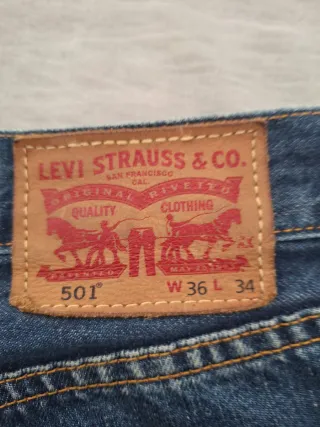 LEVI STRAUSS & CO.
SAN FRANCISCO
CAL.
ORIGINAL RIVETED
QUALITY CLOTHING
501®
W 36 L 34